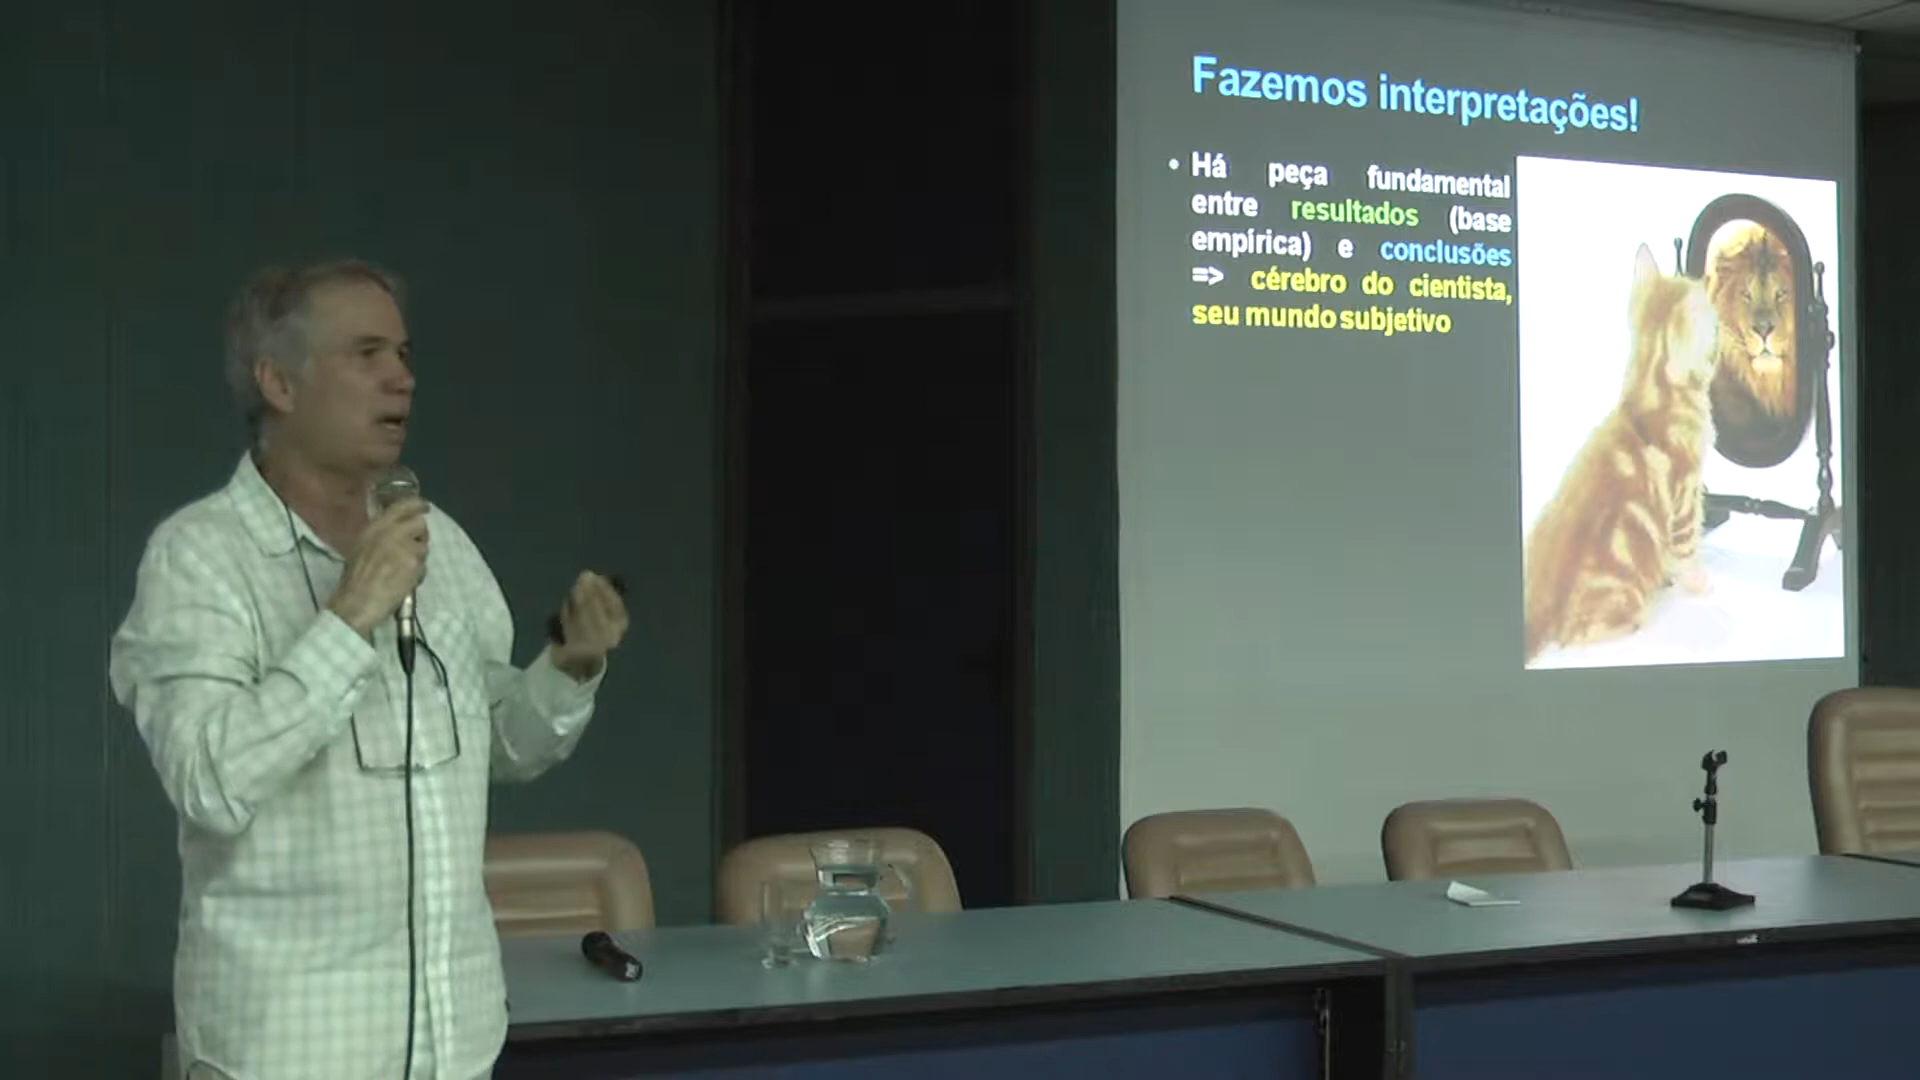 Fazemos interpretações!
• Há peça fundamental
entre resultados (base
empírica) e conclusões
=> cérebro do cientista,
seu mundo subjetivo